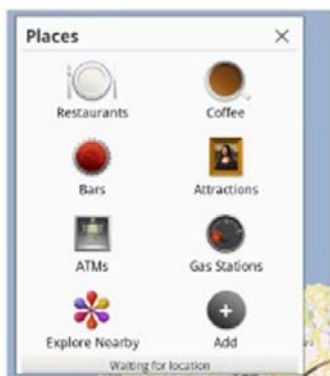 Places
Restaurants Coffee
Bars Attractions
ATMs Gas Stations
Explore Nearby Add
Waiting for location